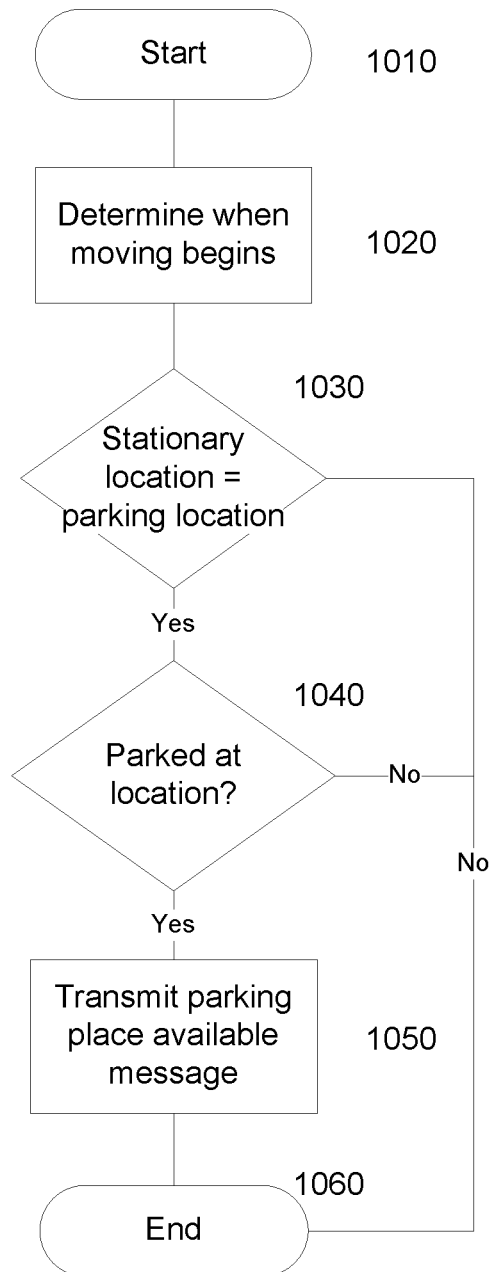 Start
1010
Determine when
moving begins
1020
1030
Stationary
location =
parking location
Yes
1040
Parked at
location?
No
No
Yes
Transmit parking
place available
message
1050
1060
End